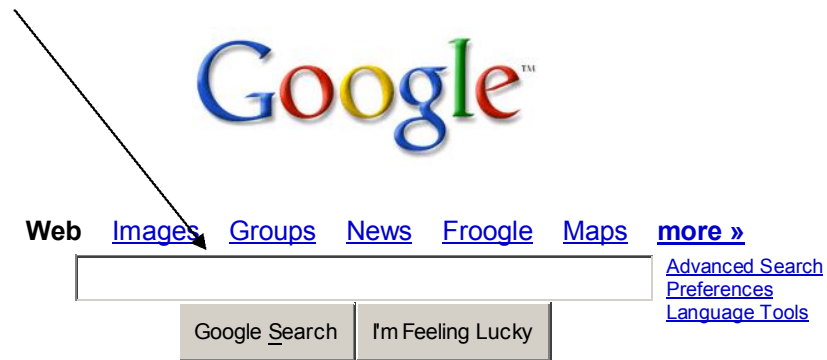 Google™
Web Images Groups News Froogle Maps more »
Advanced Search
Preferences
Language Tools
Google Search I'm Feeling Lucky